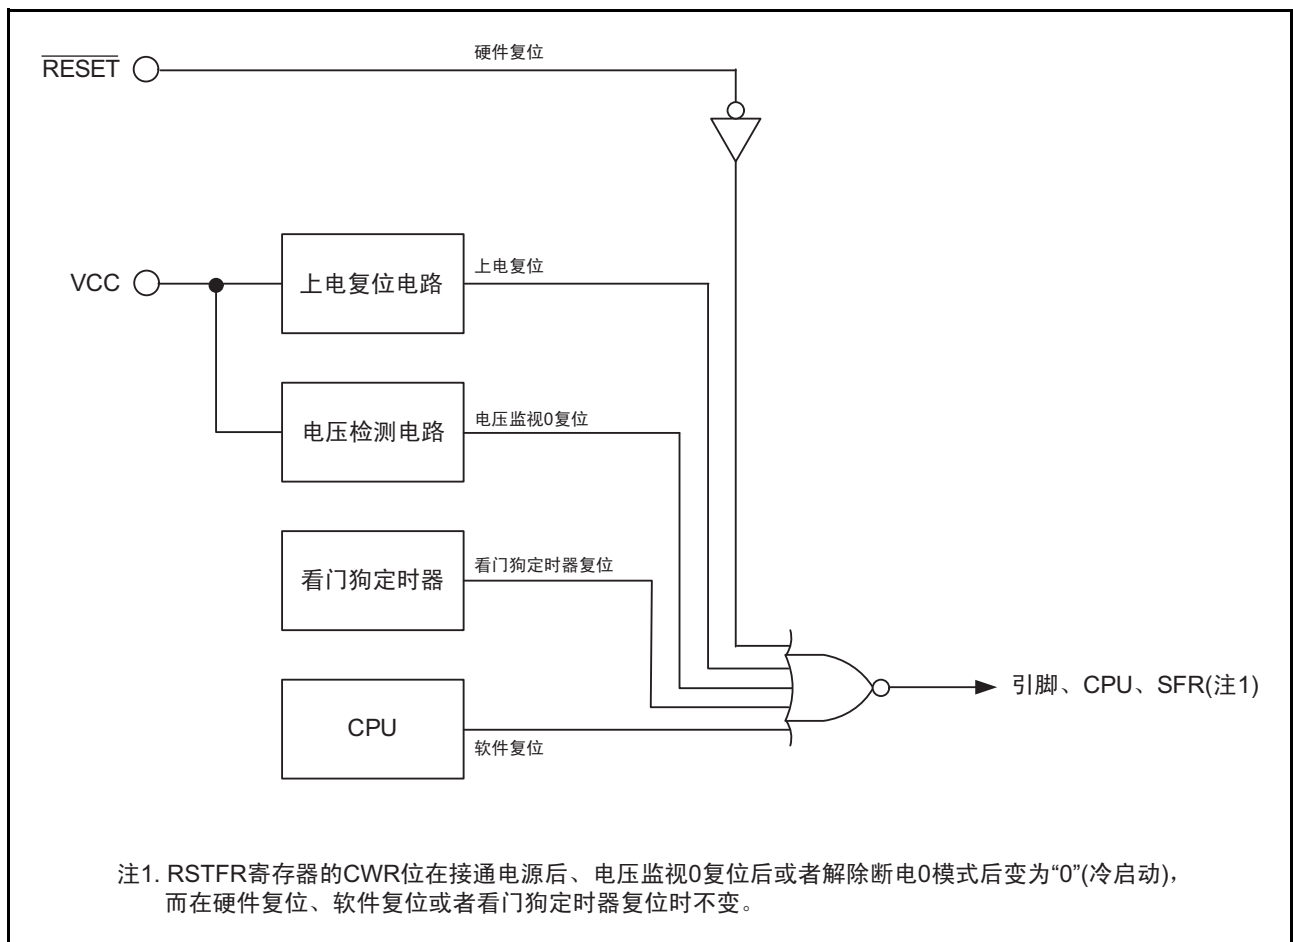 RESET
硬件复位
VCC
上电复位电路
上电复位
电压检测电路
电压监视0复位
看门狗定时器
看门狗定时器复位
CPU
软件复位
引脚、CPU、SFR(注1)
注1. RSTFR寄存器的CWR位在接通电源后、电压监视0复位后或者解除断电0模式后变为“0”(冷启动),
而在硬件复位、软件复位或者看门狗定时器复位时不变。